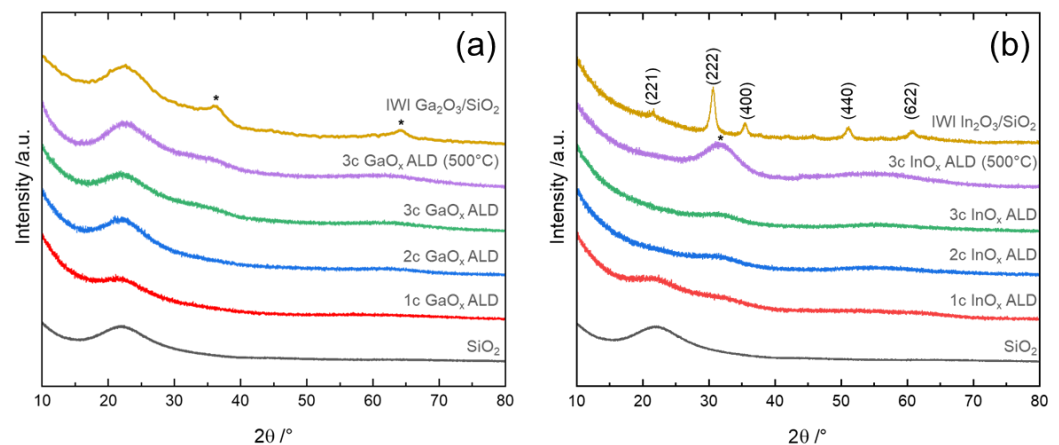 (a)
*
*
IWI Ga₂O₃/SiO₂
3c GaOₓ ALD (500°C)
3c GaOₓ ALD
2c GaOₓ ALD
1c GaOₓ ALD
SiO₂
Intensity /a.u.
10 20 30 40 50 60 70 80
2θ /°
(b)
(221)
(222)
(400)
(440)
(622)
*
IWI In₂O₃/SiO₂
3c InOₓ ALD (500°C)
3c InOₓ ALD
2c InOₓ ALD
1c InOₓ ALD
SiO₂
Intensity /a.u.
10 20 30 40 50 60 70 80
2θ /°